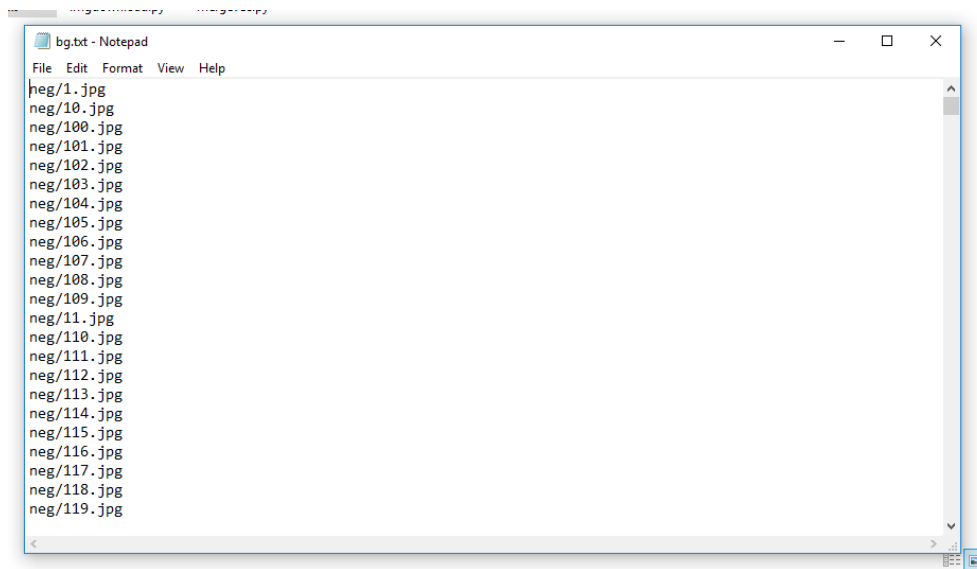 bg.txt - Notepad
File Edit Format View Help
neg/1.jpg
neg/10.jpg
neg/100.jpg
neg/101.jpg
neg/102.jpg
neg/103.jpg
neg/104.jpg
neg/105.jpg
neg/106.jpg
neg/107.jpg
neg/108.jpg
neg/109.jpg
neg/11.jpg
neg/110.jpg
neg/111.jpg
neg/112.jpg
neg/113.jpg
neg/114.jpg
neg/115.jpg
neg/116.jpg
neg/117.jpg
neg/118.jpg
neg/119.jpg